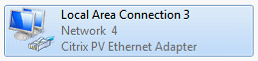 Local Area Connection 3
Network 4
Citrix PV Ethernet Adapter